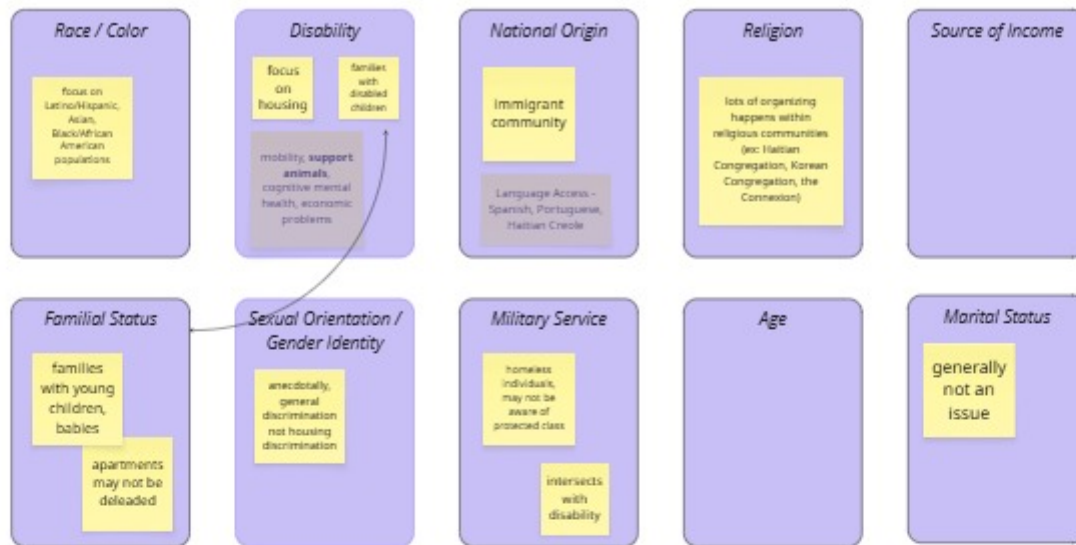 Race / Color
focus on
Latino/Hispanic,
Asian,
Black/African
American
populations
Disability
focus
on
housing
families
with
disabled
children
mobility, support
animals,
cognitive mental
health, economic
problems
National Origin
immigrant
community
Language Access -
Spanish, Portuguese,
Haitian Creole
Religion
lots of organizing
happens within
religious communities
(ex: Haitian
Congregation, Korean
Congregation, the
Connexion)
Source of Income
Familial Status
families
with young
children,
babies
apartments
may not be
deleaded
Sexual Orientation /
Gender Identity
anecdotally,
general
discrimination
not housing
discrimination
Military Service
homeless
individuals,
may not be
aware of
protected class
intersects
with
disability
Age
Marital Status
generally
not an
issue